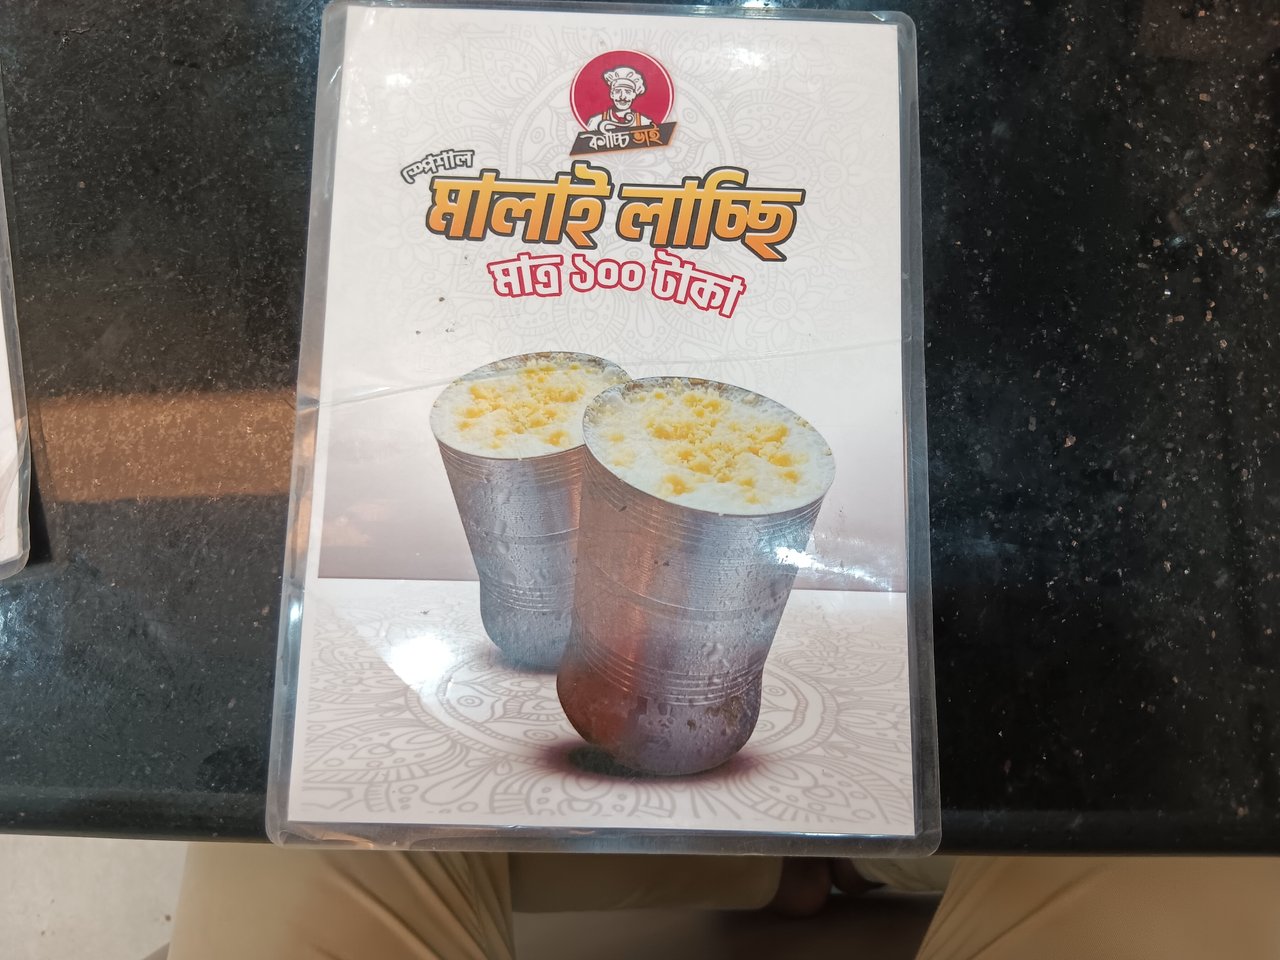 কাচ্চি ভাই
স্পেশাল
মালাই লাচ্ছি
মাত্র ১০০ টাকা